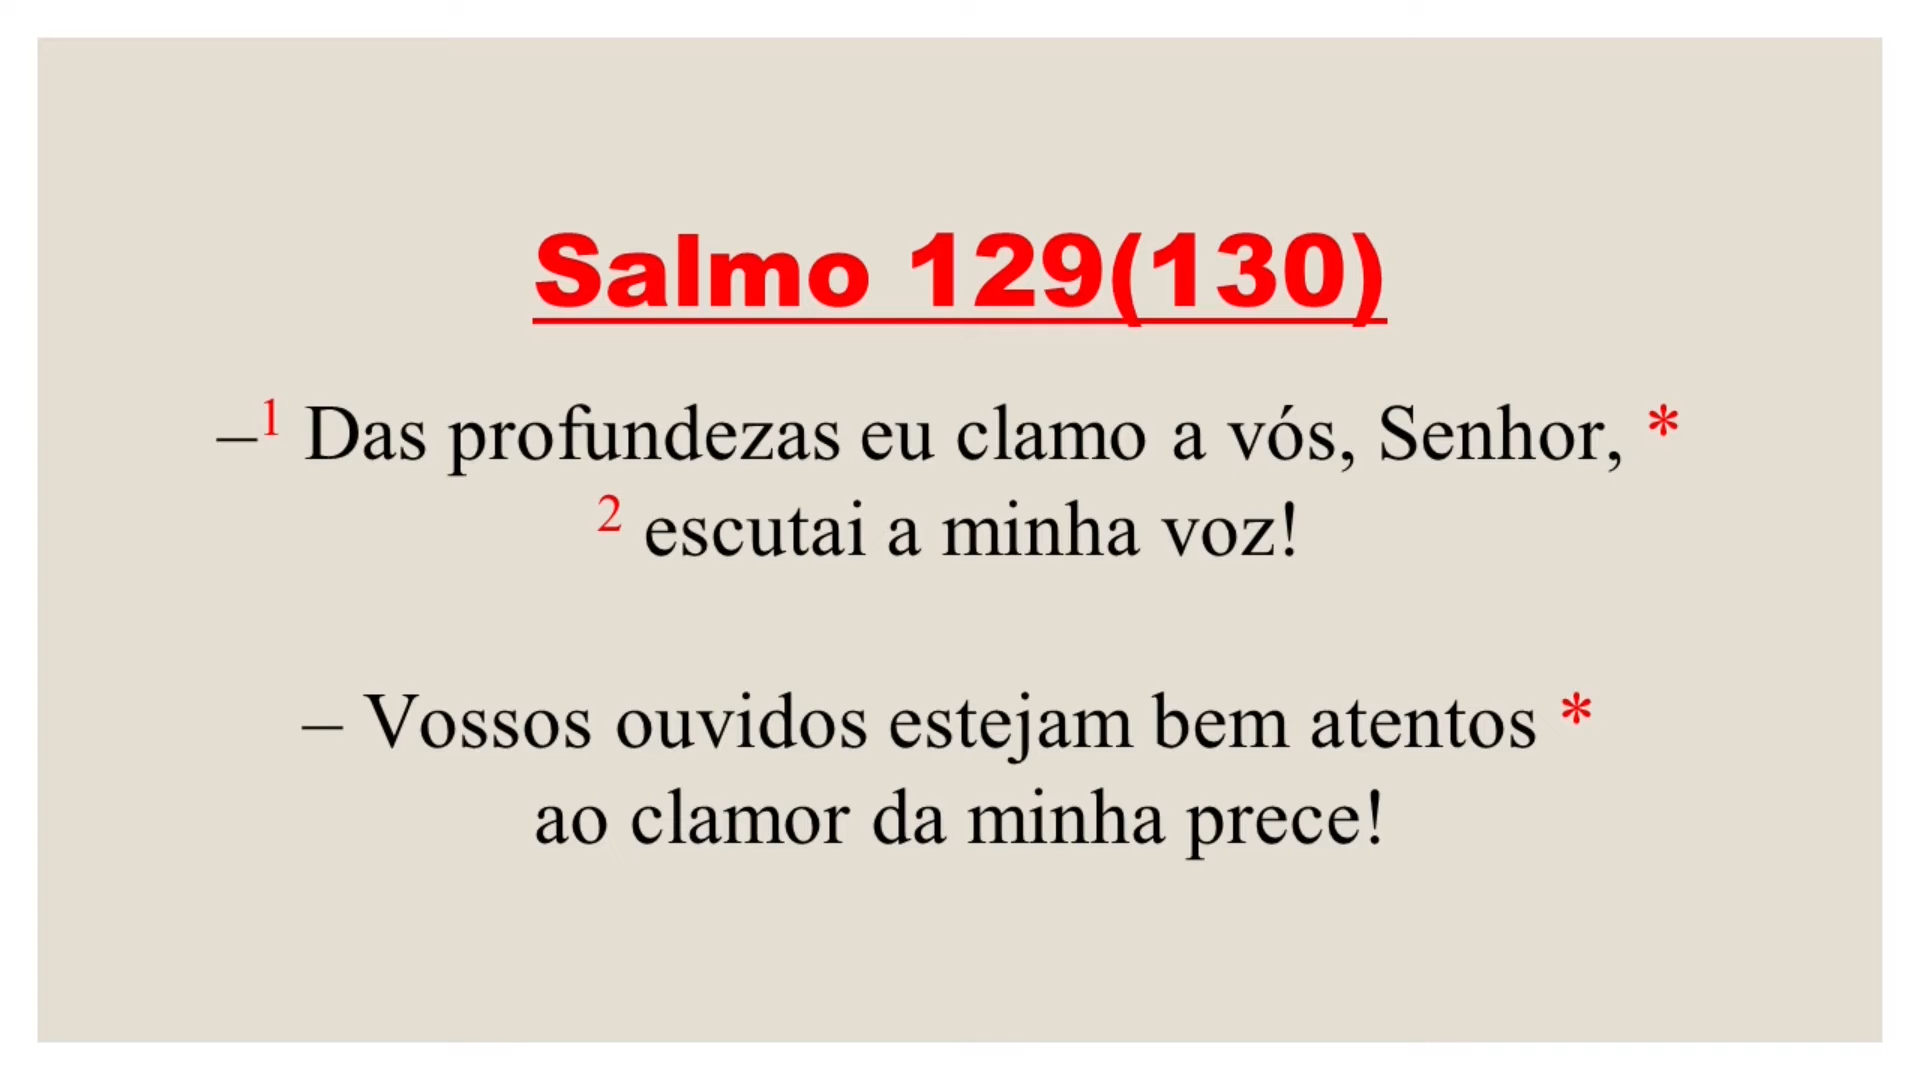 Salmo 129(130)
–¹ Das profundezas eu clamo a vós, Senhor, *
² escutai a minha voz!
– Vossos ouvidos estejam bem atentos *
ao clamor da minha prece!